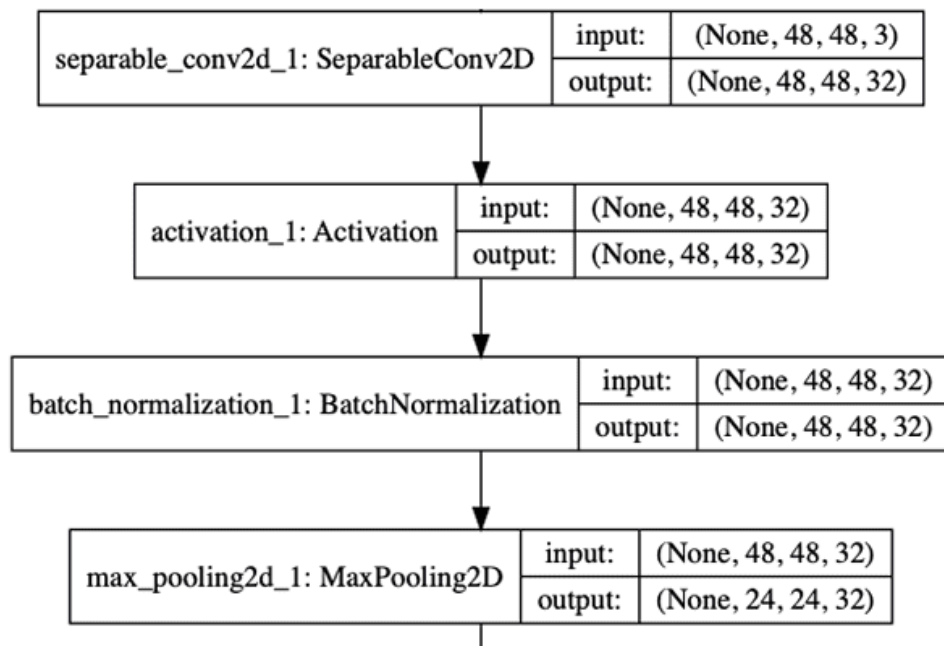 separable_conv2d_1: SeparableConv2D
input: (None, 48, 48, 3)
output: (None, 48, 48, 32)
activation_1: Activation
input: (None, 48, 48, 32)
output: (None, 48, 48, 32)
batch_normalization_1: BatchNormalization
input: (None, 48, 48, 32)
output: (None, 48, 48, 32)
max_pooling2d_1: MaxPooling2D
input: (None, 48, 48, 32)
output: (None, 24, 24, 32)